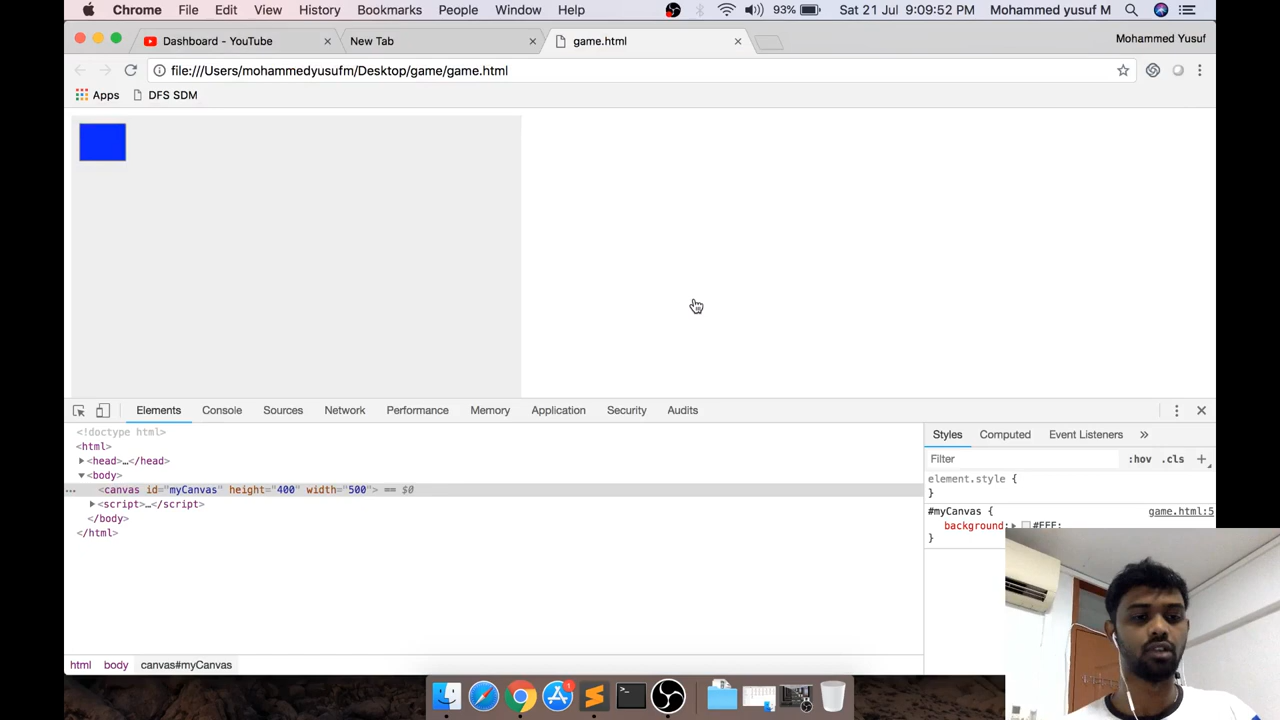 Chrome File Edit View History Bookmarks People Window Help 93% Sat 21 Jul 9:09:52 PM Mohammed yusuf M
Dashboard - YouTube New Tab game.html Mohammed Yusuf
file:///Users/mohammedyusufm/Desktop/game/game.html
Apps DFS SDM
Elements Console Sources Network Performance Memory Application Security Audits
<!doctype html>
<html>
<head>…</head>
<body>
… <canvas id="myCanvas" height="400" width="500"> == $0
<script>…</script>
</body>
</html>
Styles Computed Event Listeners »
Filter :hov .cls +
element.style {
}
#myCanvas { game.html:5
background: #EEE;
}
html body canvas#myCanvas